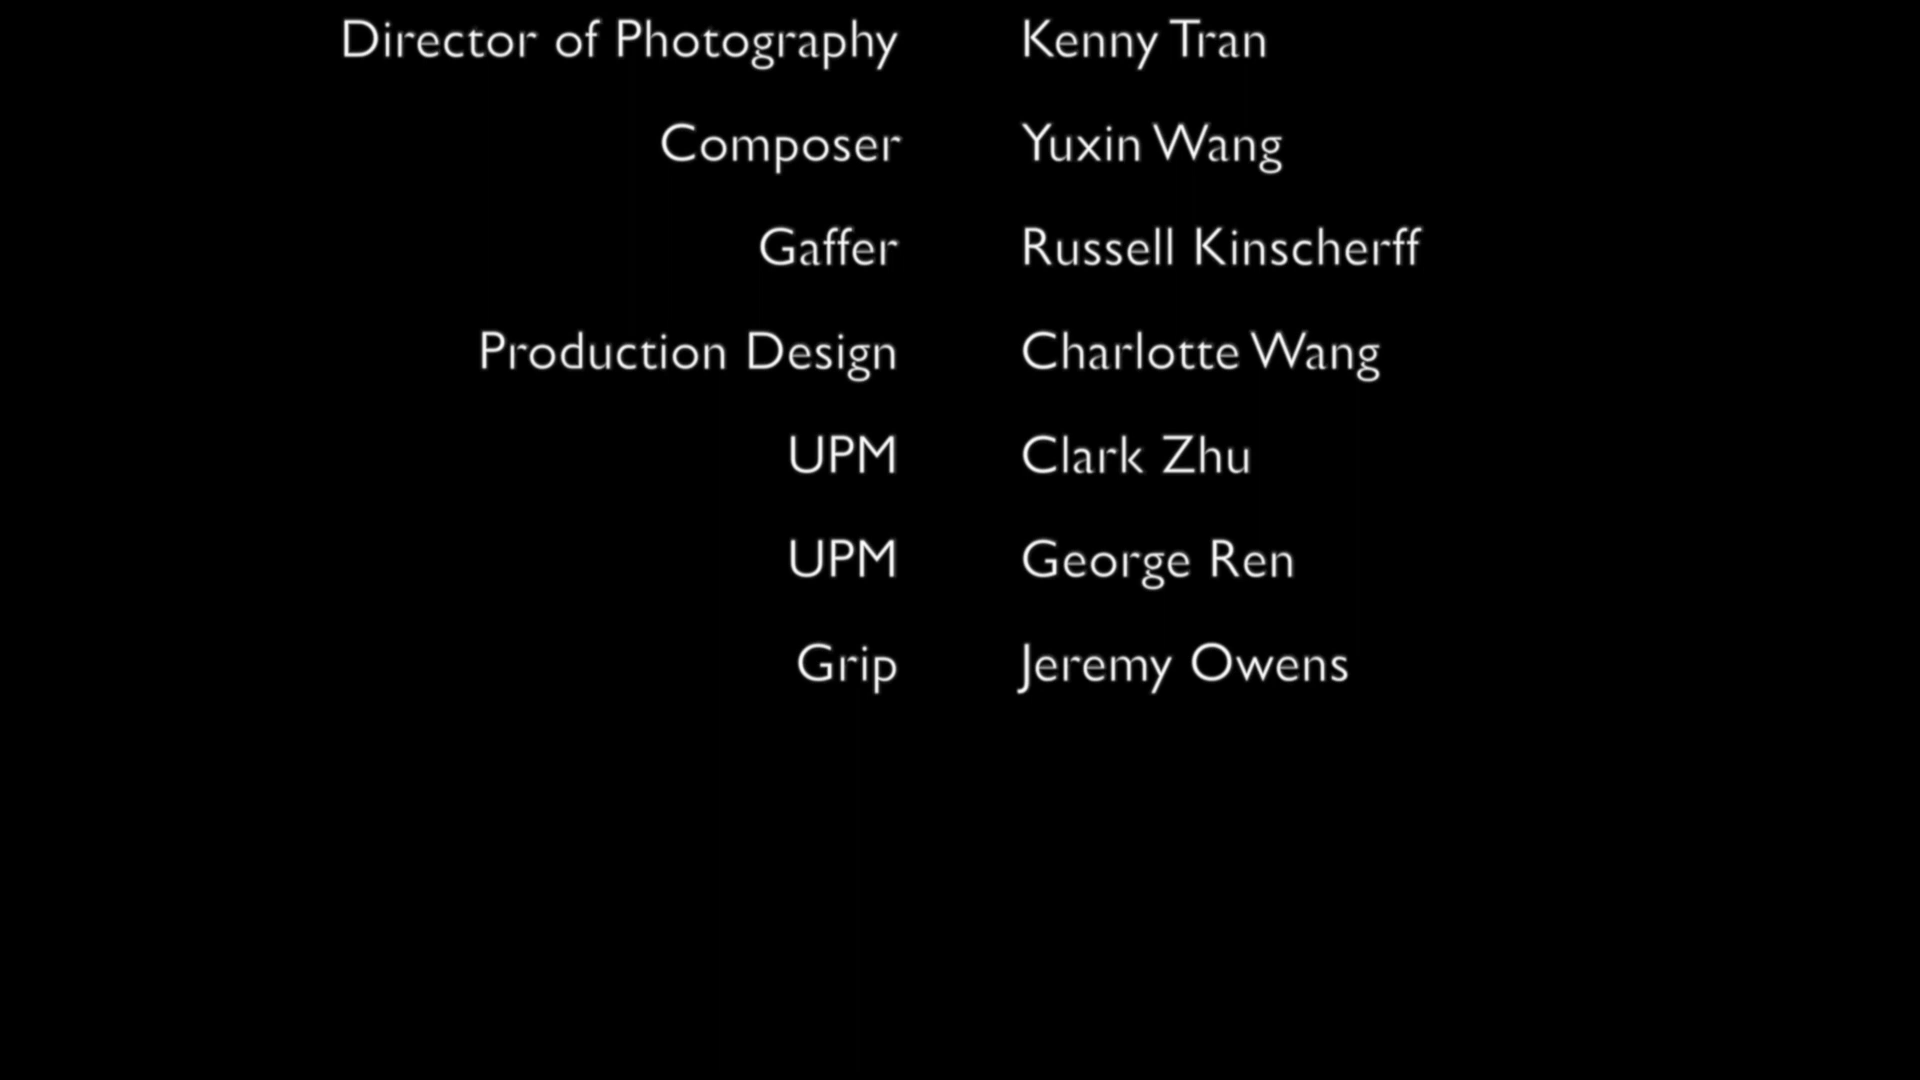 Director of Photography Kenny Tran
Composer Yuxin Wang
Gaffer Russell Kinscherff
Production Design Charlotte Wang
UPM Clark Zhu
UPM George Ren
Grip Jeremy Owens